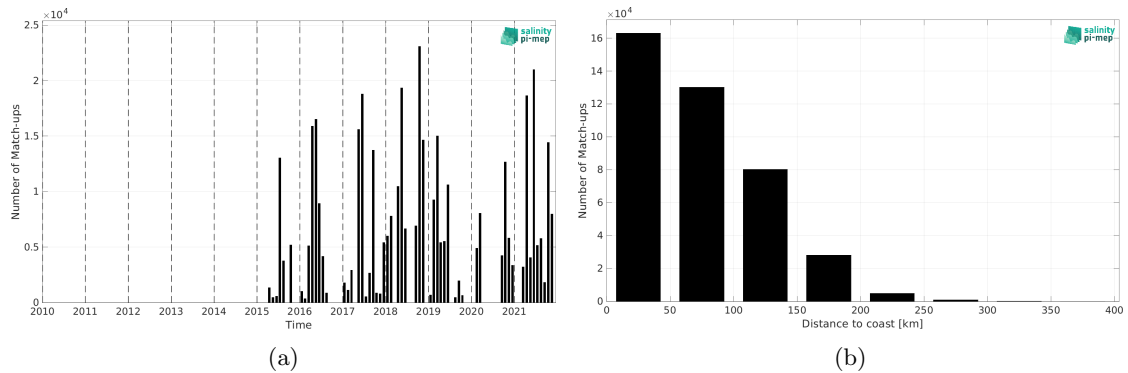 ×10⁴
2.5
2
1.5
1
0.5
0
Number of Match-ups
2010 2011 2012 2013 2014 2015 2016 2017 2018 2019 2020 2021
Time
salinity
pi-mep
(a)
×10⁴
16
14
12
10
8
6
4
2
0
Number of Match-ups
0 50 100 150 200 250 300 350 400
Distance to coast [km]
salinity
pi-mep
(b)